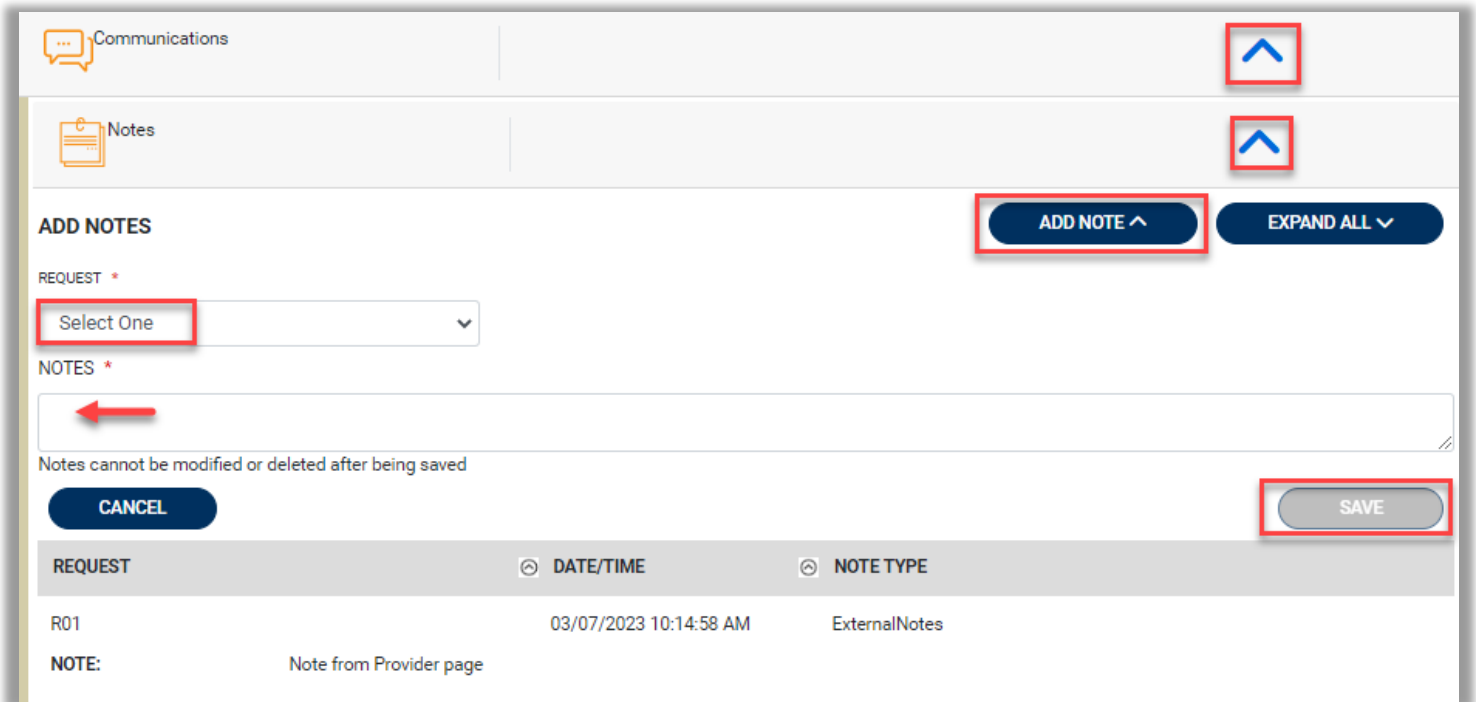 Communications
Notes
ADD NOTES
ADD NOTE
EXPAND ALL
REQUEST *
Select One
NOTES *
Notes cannot be modified or deleted after being saved
CANCEL
SAVE
REQUEST DATE/TIME NOTE TYPE
R01 03/07/2023 10:14:58 AM ExternalNotes
NOTE: Note from Provider page